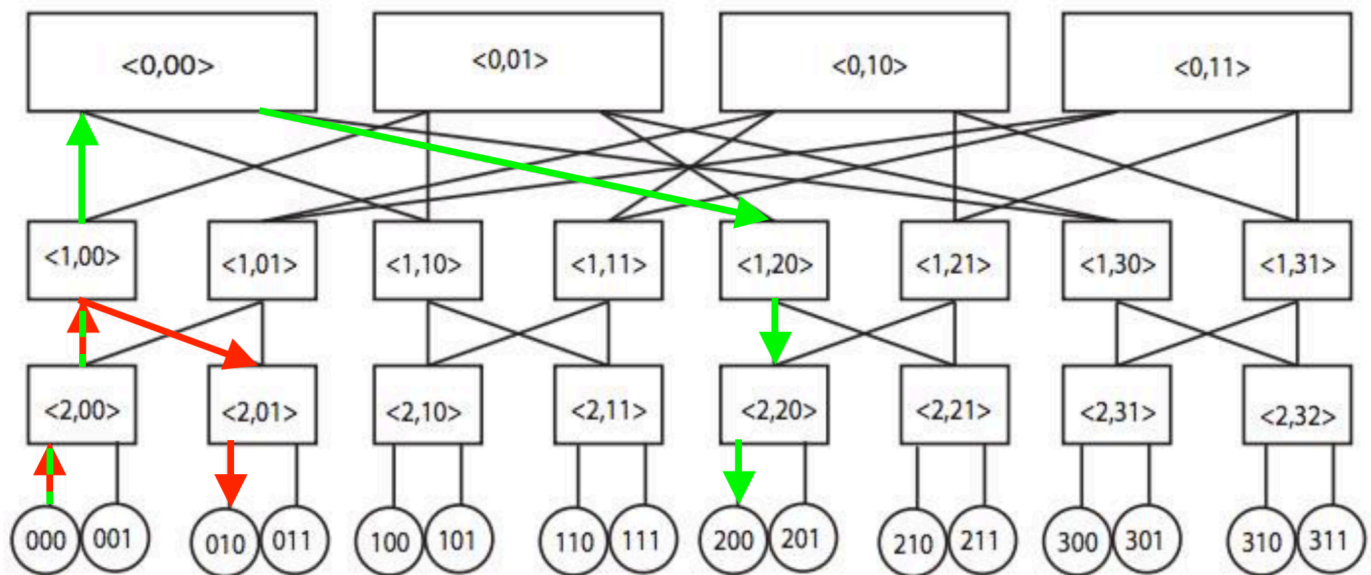 <0,00> <0,01> <0,10> <0,11>
<1,00> <1,01> <1,10> <1,11> <1,20> <1,21> <1,30> <1,31>
<2,00> <2,01> <2,10> <2,11> <2,20> <2,21> <2,31> <2,32>
000 001 010 011 100 101 110 111 200 201 210 211 300 301 310 311